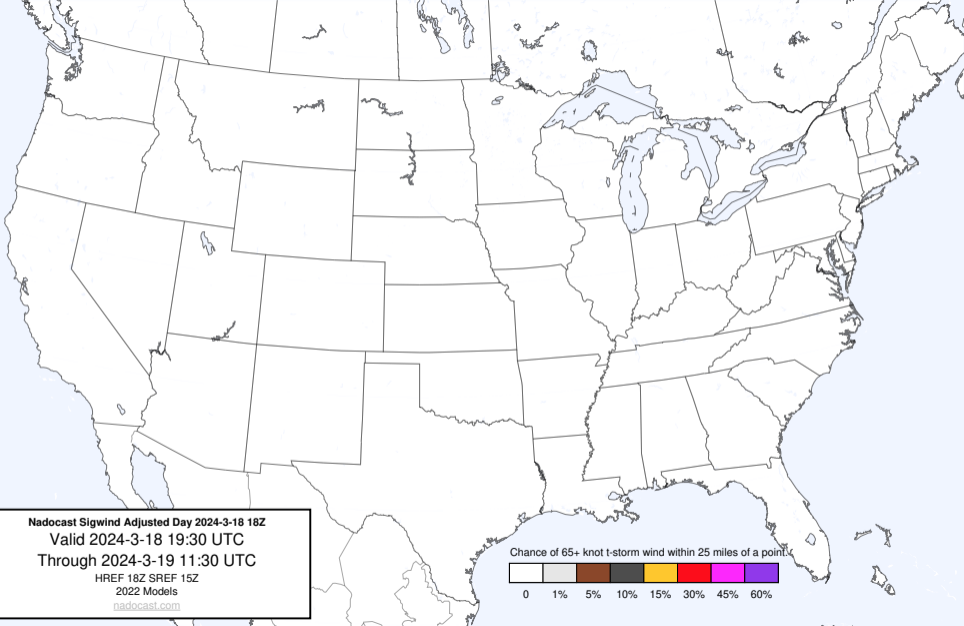 Nadocast Sigwind Adjusted Day 2024-3-18 18Z
Valid 2024-3-18 19:30 UTC
Through 2024-3-19 11:30 UTC
HREF 18Z SREF 15Z
2022 Models
nadocast.com
Chance of 65+ knot t-storm wind within 25 miles of a point.
0 1% 5% 10% 15% 30% 45% 60%